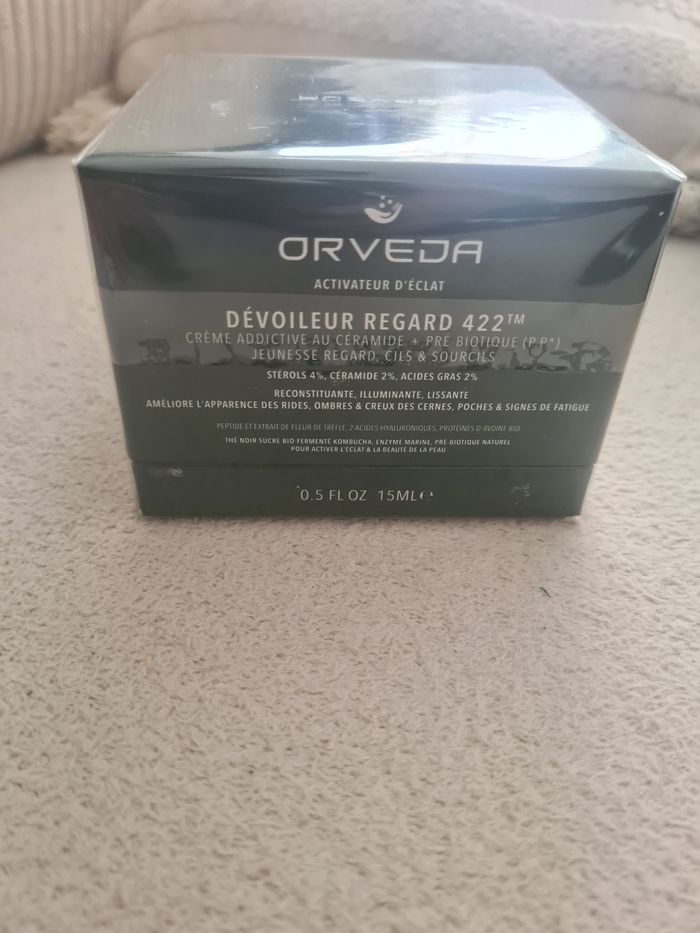 ORVEDA
ACTIVATEUR D'ÉCLAT
DÉVOILEUR REGARD 422™
CRÈME ADDICTIVE AU CÉRAMIDE + PRÉ BIOTIQUE (P.P*)
JEUNESSE REGARD, CILS & SOURCILS
STÉROLS 4%, CÉRAMIDE 2%, ACIDES GRAS 2%
RECONSTITUANTE, ILLUMINANTE, LISSANTE
AMÉLIORE L'APPARENCE DES RIDES, OMBRES & CREUX DES CERNES, POCHES & SIGNES DE FATIGUE
PEPTIDE ET EXTRAIT DE FLEUR DE TRÈFLE, 2 ACIDES HYALURONIQUES, PROTÉINES D'AVOINE BIO
THÉ NOIR SUCRÉ BIO-FERMENTÉ KOMBUCHA, ENZYME MARINE, PRÉ-BIOTIQUE NATUREL
POUR ACTIVER L'ÉCLAT & LA BEAUTÉ DE LA PEAU
0.5 FL OZ 15ML℮